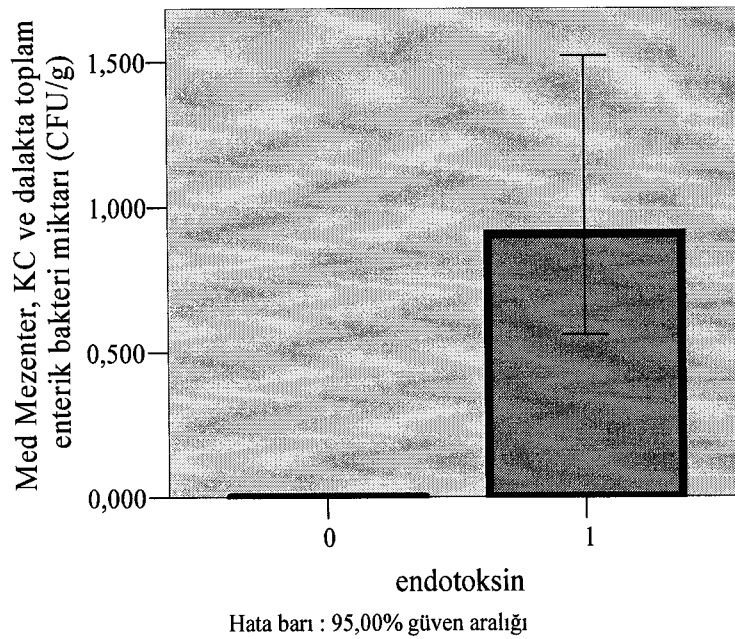 Med Mezenter, KC ve dalakta toplam
enterik bakteri miktarı (CFU/g)
1,500
1,000
0,500
0,000
0
1
endotoksin
Hata barı : 95,00% güven aralığı